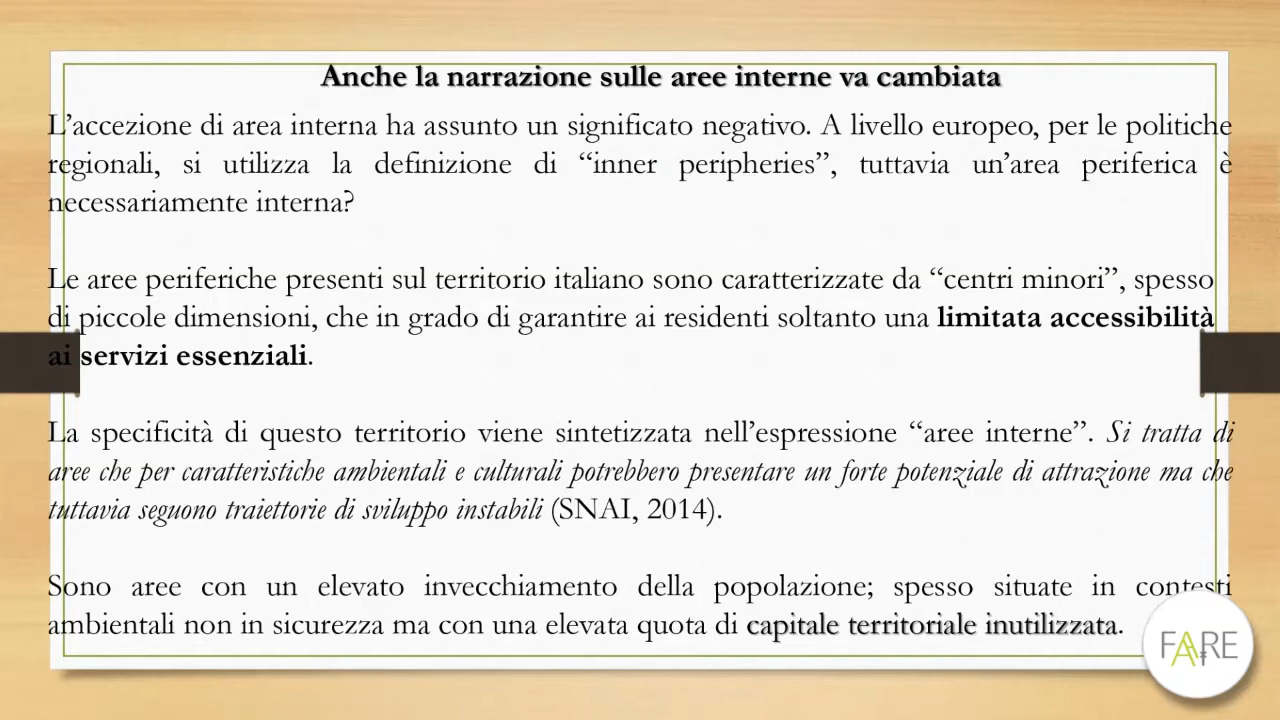 Anche la narrazione sulle aree interne va cambiata
L’accezione di area interna ha assunto un significato negativo. A livello europeo, per le politiche
regionali, si utilizza la definizione di “inner peripheries”, tuttavia un’area periferica è
necessariamente interna?
Le aree periferiche presenti sul territorio italiano sono caratterizzate da “centri minori”, spesso
di piccole dimensioni, che in grado di garantire ai residenti soltanto una limitata accessibilità
ai servizi essenziali.
La specificità di questo territorio viene sintetizzata nell’espressione “aree interne”. Si tratta di
aree che per caratteristiche ambientali e culturali potrebbero presentare un forte potenziale di attrazione ma che
tuttavia seguono traiettorie di sviluppo instabili (SNAI, 2014).
Sono aree con un elevato invecchiamento della popolazione; spesso situate in contesti
ambientali non in sicurezza ma con una elevata quota di capitale territoriale inutilizzata.
FARE